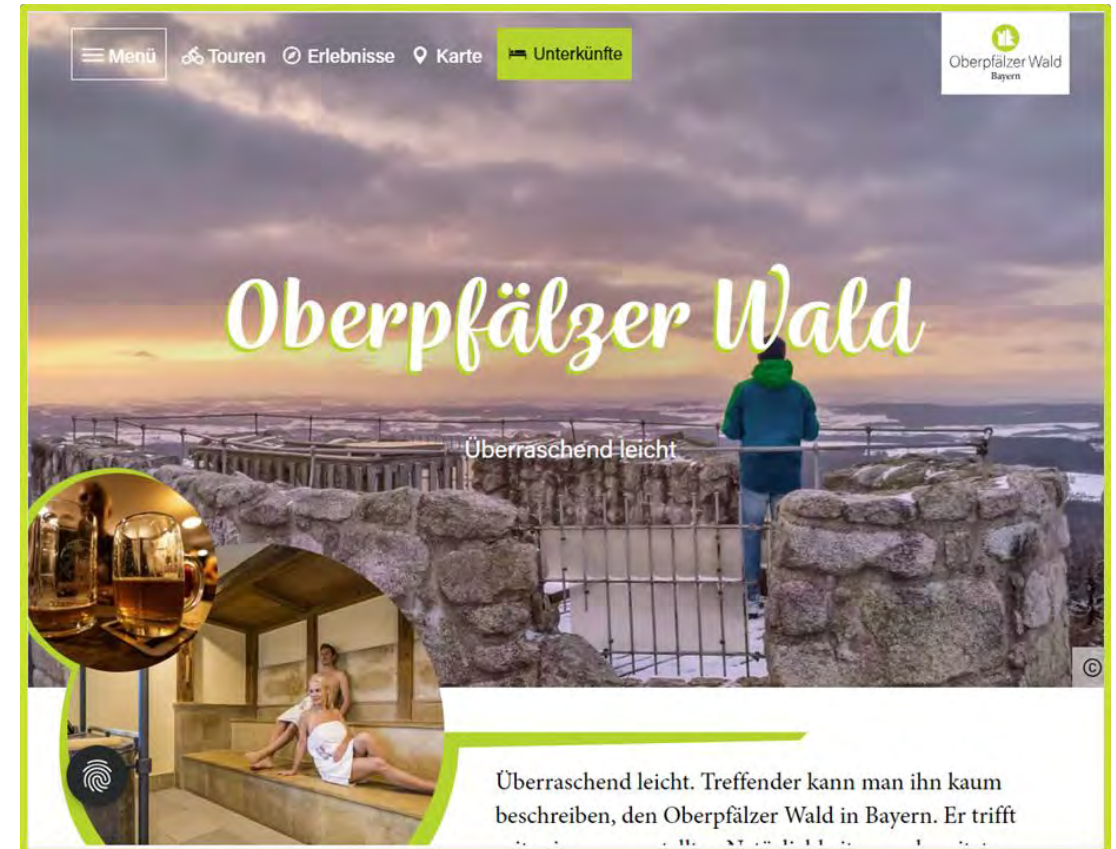 Menü Touren Erlebnisse Karte Unterkünfte
Oberpfälzer Wald
Bayern
Oberpfälzer Wald
Überraschend leicht
©
Überraschend leicht. Treffender kann man ihn kaum
beschreiben, den Oberpfälzer Wald in Bayern. Er trifft